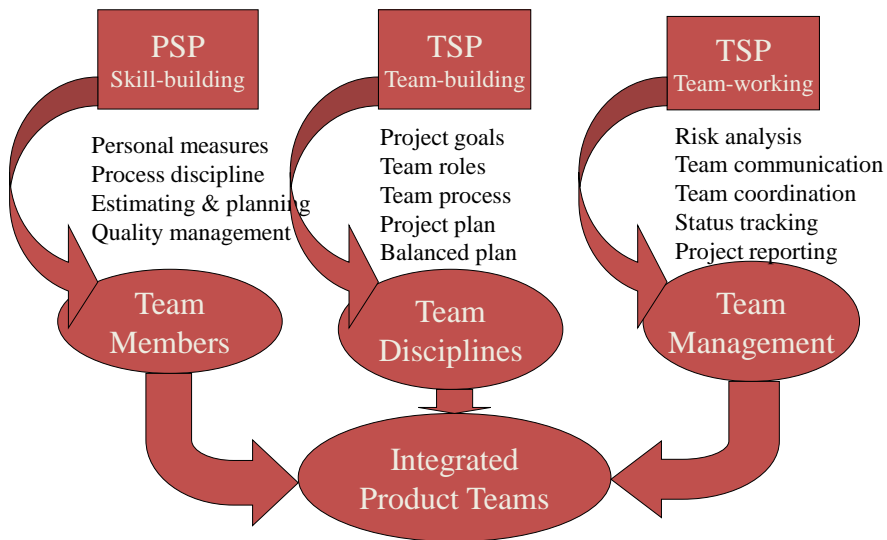 PSP
Skill-building
TSP
Team-building
TSP
Team-working
Personal measures
Process discipline
Estimating & planning
Quality management
Project goals
Team roles
Team process
Project plan
Balanced plan
Risk analysis
Team communication
Team coordination
Status tracking
Project reporting
Team
Members
Team
Disciplines
Team
Management
Integrated
Product Teams